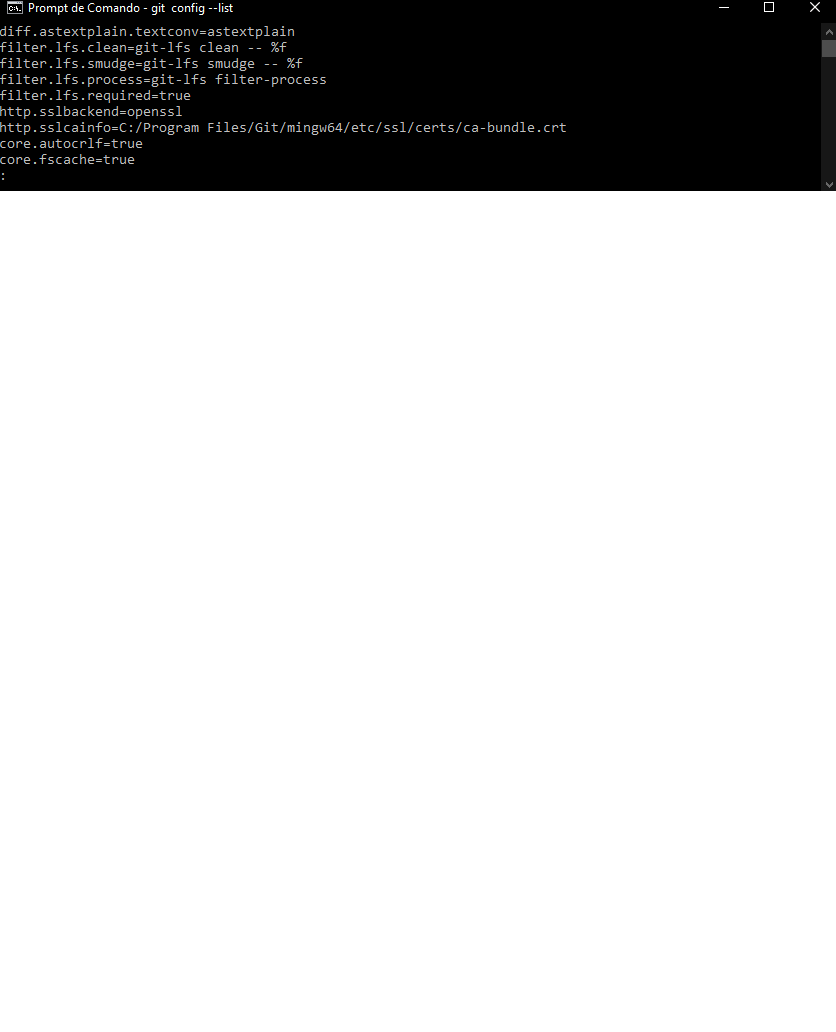 Prompt de Comando - git  config --list
diff.astextplain.textconv=astextplain
filter.lfs.clean=git-lfs clean -- %f
filter.lfs.smudge=git-lfs smudge -- %f
filter.lfs.process=git-lfs filter-process
filter.lfs.required=true
http.sslbackend=openssl
http.sslcainfo=C:/Program Files/Git/mingw64/etc/ssl/certs/ca-bundle.crt
core.autocrlf=true
core.fscache=true
: